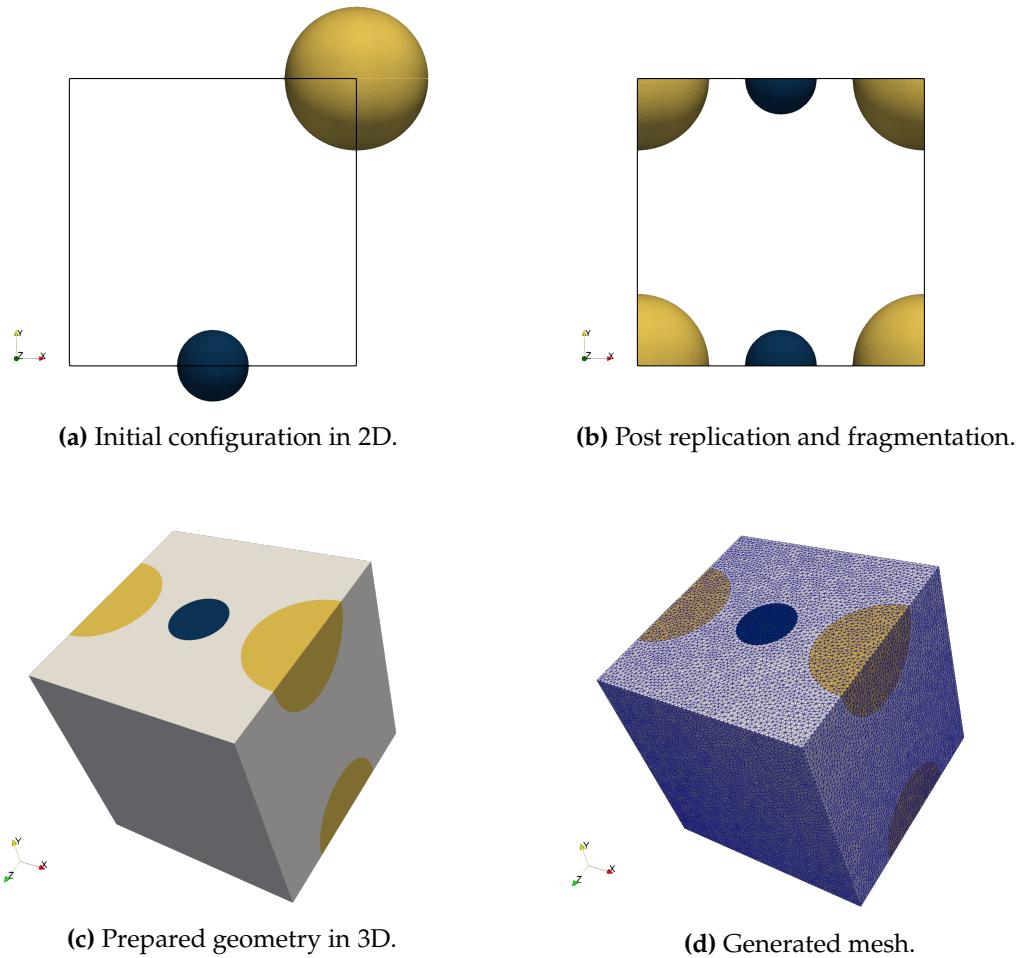 Y
Z
X
Y
Z
X
(a) Initial configuration in 2D.
(b) Post replication and fragmentation.
Y
X
Z
Y
X
Z
(c) Prepared geometry in 3D.
(d) Generated mesh.